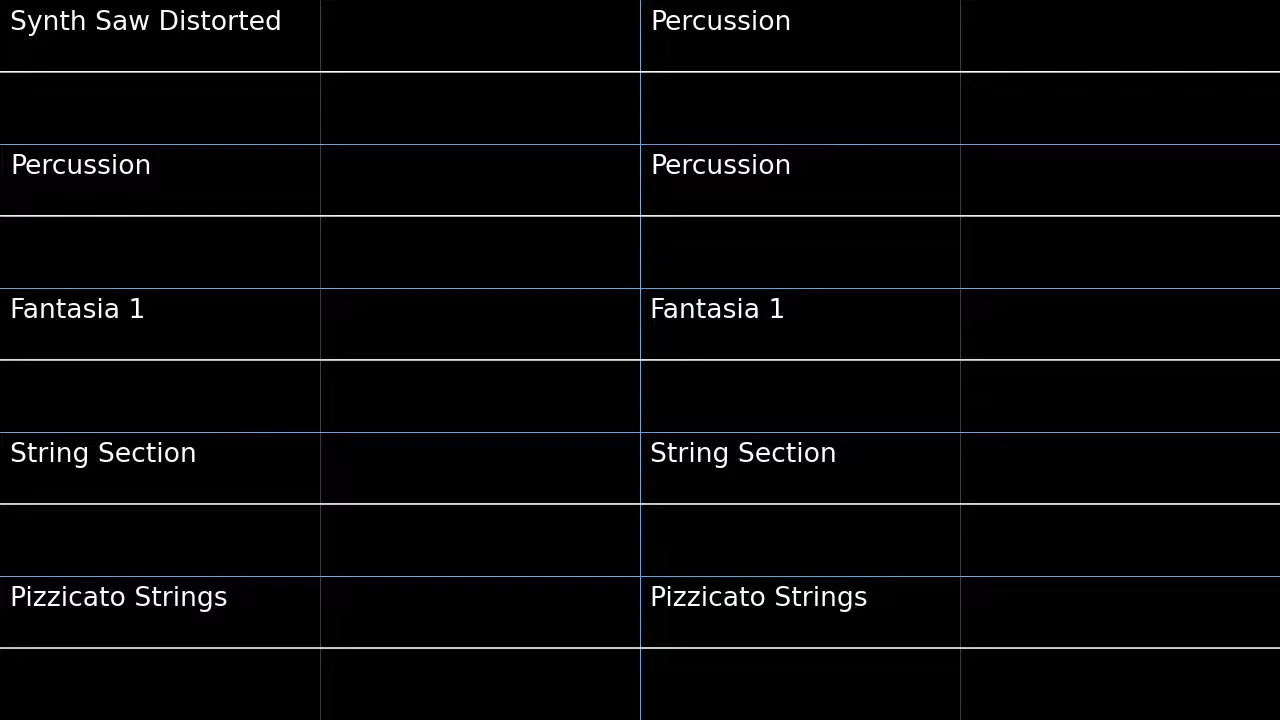 Synth Saw Distorted
Percussion
Percussion
Percussion
Fantasia 1
Fantasia 1
String Section
String Section
Pizzicato Strings
Pizzicato Strings